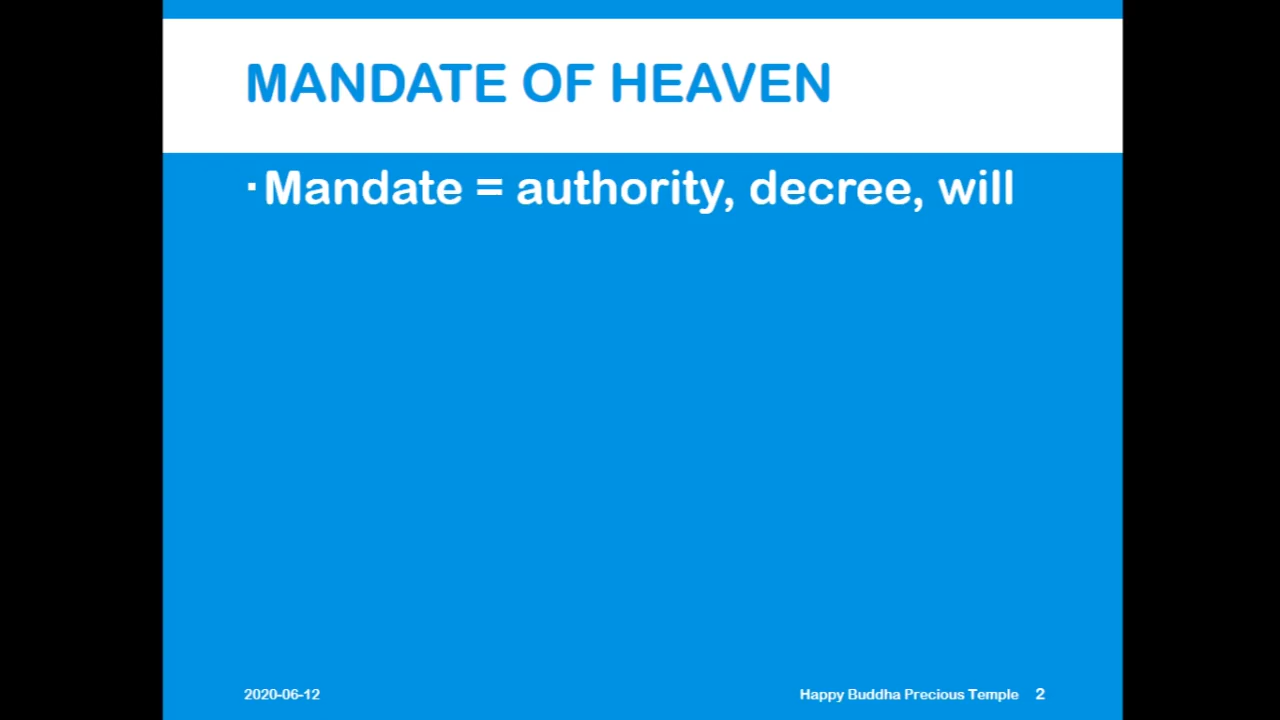 MANDATE OF HEAVEN
· Mandate = authority, decree, will
2020-06-12
Happy Buddha Precious Temple 2